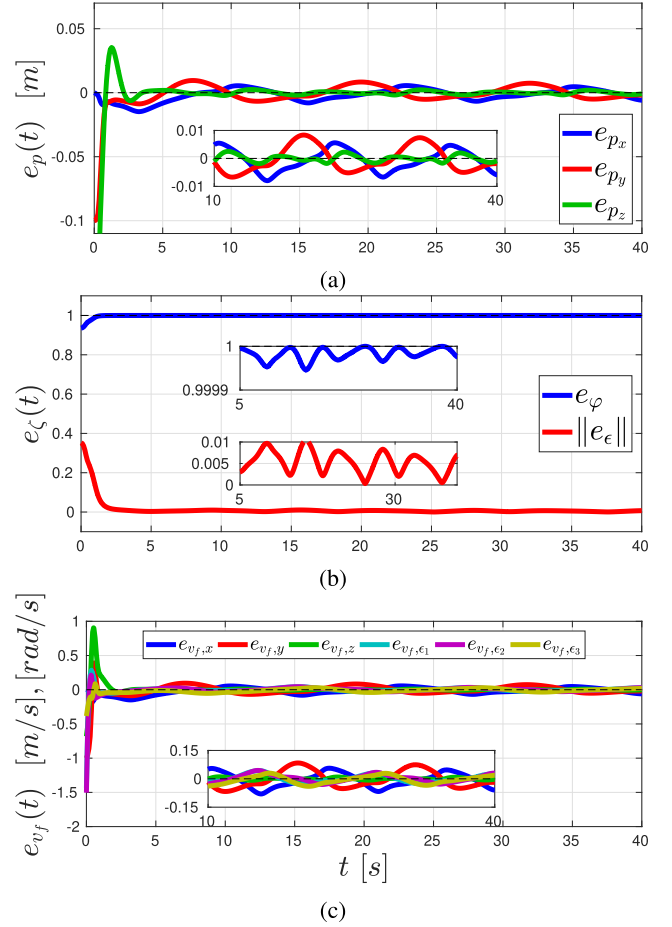 0.05
0
-0.05
-0.1
e_p(t) [m]
0.01
0
-0.01
10
40
e_{p_x}
e_{p_y}
e_{p_z}
0 5 10 15 20 25 30 35 40
(a)
1
0.8
0.6
0.4
0.2
0
e_ζ(t)
1
0.9999
5
40
0.01
0.005
0
5
30
e_φ
||e_ϵ||
0 5 10 15 20 25 30 35 40
(b)
1
0.5
0
-0.5
-1
-1.5
-2
e_{v_f}(t) [m/s], [rad/s]
e_{v_f,x} e_{v_f,y} e_{v_f,z} e_{v_f,ϵ_1} e_{v_f,ϵ_2} e_{v_f,ϵ_3}
0.15
0
-0.15
10
40
0 5 10 15 20 25 30 35 40
t [s]
(c)